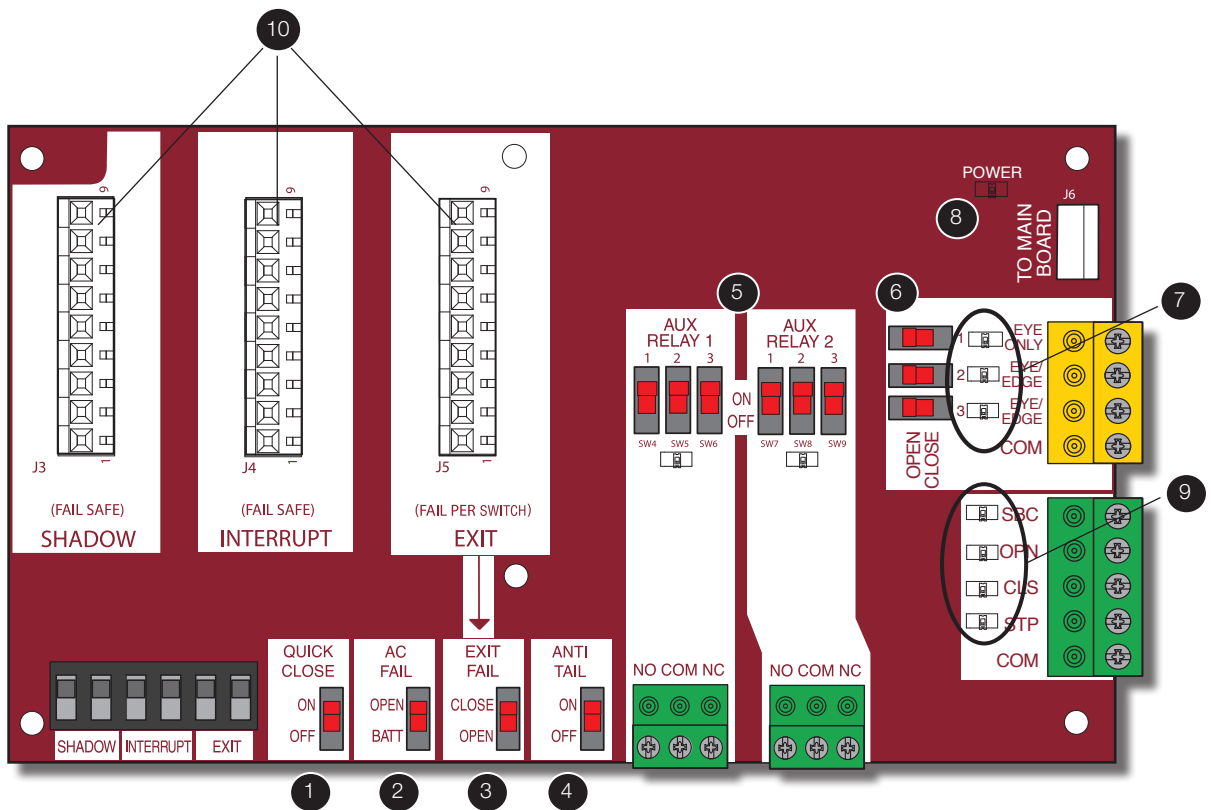 10
POWER
8
J6
TO MAIN
BOARD
9
1
J3
(FAIL SAFE)
SHADOW
9
1
J4
(FAIL SAFE)
INTERRUPT
9
1
J5
(FAIL PER SWITCH)
EXIT
5
AUX
RELAY 1
1 2 3
SW4 SW5 SW6
ON
OFF
AUX
RELAY 2
1 2 3
SW7 SW8 SW9
6
7
1 EYE
ONLY
2 EYE/
EDGE
3 EYE/
EDGE
COM
OPEN
CLOSE
9
SBC
OPN
CLS
STP
COM
SHADOW INTERRUPT EXIT
QUICK
CLOSE
ON
OFF
1
AC
FAIL
OPEN
BATT
2
EXIT
FAIL
CLOSE
OPEN
3
ANTI
TAIL
ON
OFF
4
NO COM NC
NO COM NC